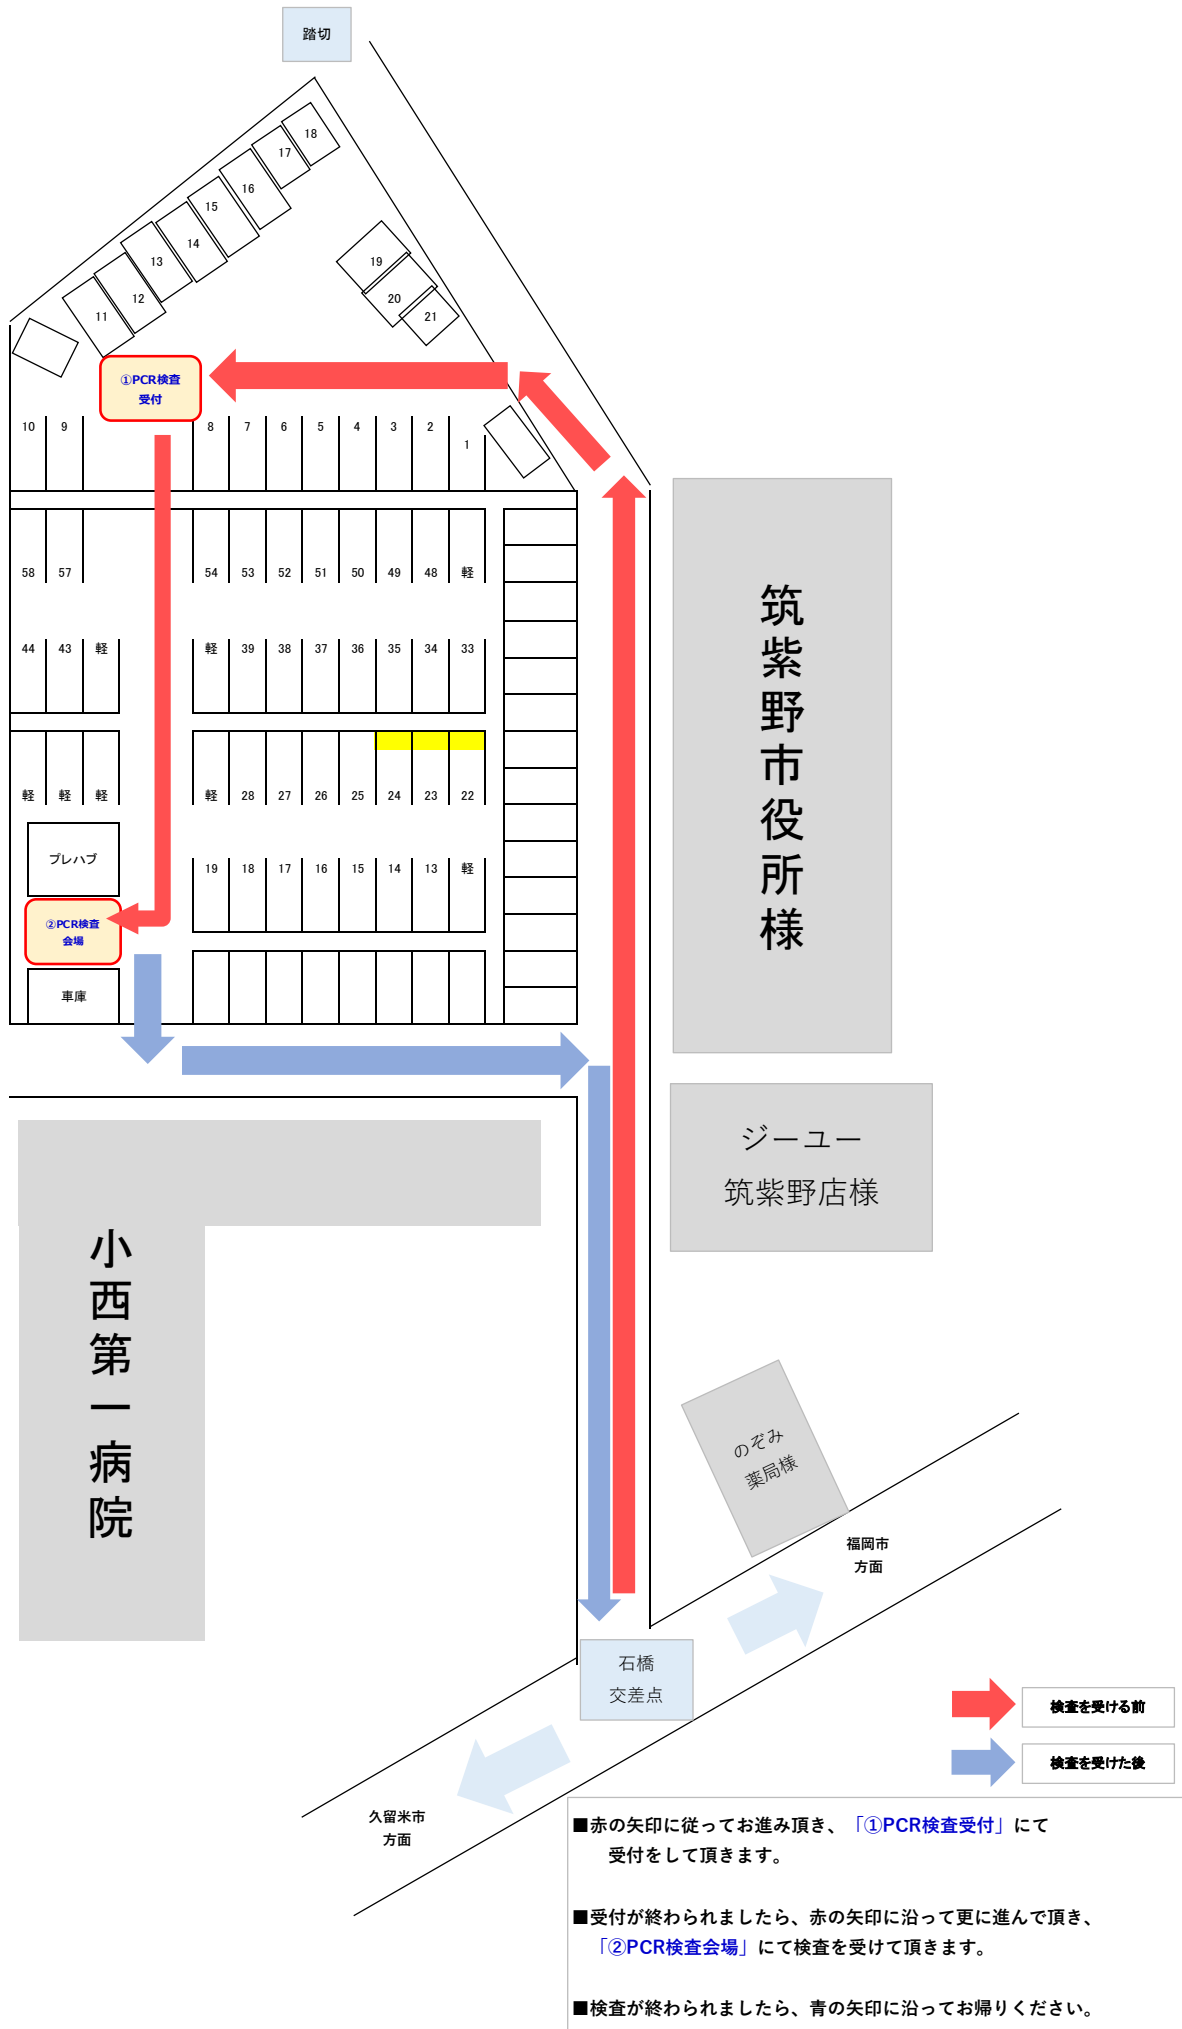 踏切
18
17
16
15
14
13
12
11
19
20
21
①PCR検査
受付
10 9 8 7 6 5 4 3 2 1
58 57 54 53 52 51 50 49 48 軽
44 43 軽 軽 39 38 37 36 35 34 33
軽 軽 軽 軽 28 27 26 25 24 23 22
プレハブ
19 18 17 16 15 14 13 軽
②PCR検査
会場
車庫
筑紫野市役所様
ジーユー
筑紫野店様
小西第一病院
のぞみ
薬局様
福岡市
方面
石橋
交差点
久留米市
方面
検査を受ける前
検査を受けた後
■赤の矢印に従ってお進み頂き、「①PCR検査受付」にて
受付をして頂きます。
■受付が終わられましたら、赤の矢印に沿って更に進んで頂き、
「②PCR検査会場」にて検査を受けて頂きます。
■検査が終わられましたら、青の矢印に沿ってお帰りください。